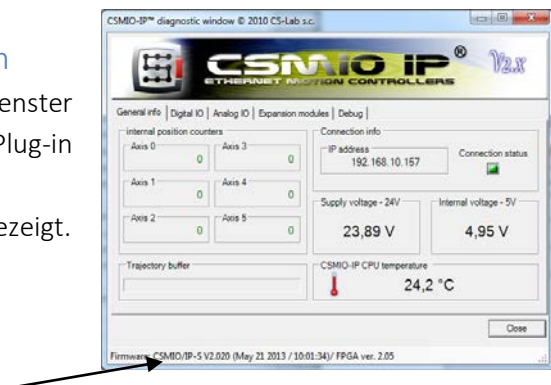 n
enster
Plug-in
ezeigt.
CSMIO-IP™ diagnostic window © 2010 CS-Lab s.c.
CSMIO IP®
ETHERNET MOTION CONTROLLERS
V2.X
General info Digital IO Analog IO Expansion modules Debug
internal position counters
Axis 0
0
Axis 3
0
Axis 1
0
Axis 4
0
Axis 2
0
Axis 5
0
Trajectory buffer
Connection info
IP address
192.168.10.157
Connection status
Supply voltage - 24V
23,89 V
Internal voltage - 5V
4,95 V
CSMIO-IP CPU temperature
24,2 °C
Close
Firmware: CSMIO/IP-S V2.020 (May 21 2013 / 10:01:34)/ FPGA ver. 2.05